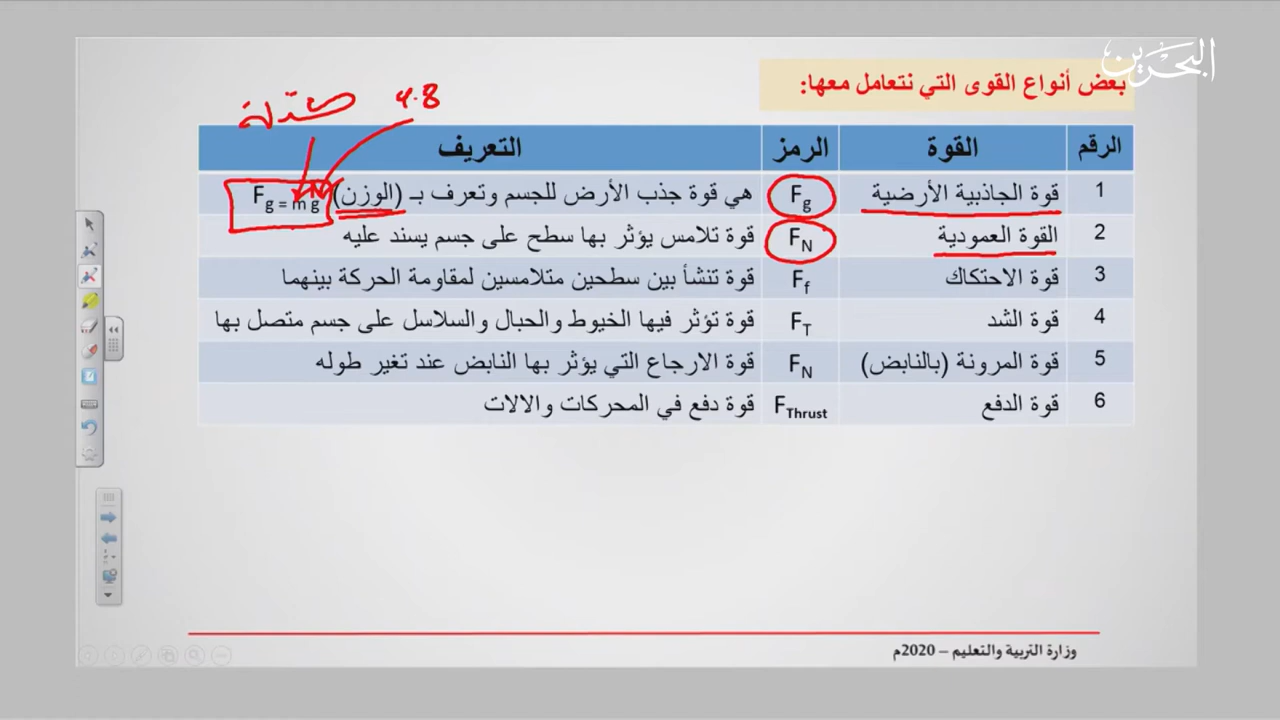 البحرين
بعض أنواع القوى التي نتعامل معها:
كتلة 9.8
الرقم القوة الرمز التعريف
1 قوة الجاذبية الأرضية Fg هي قوة جذب الأرض للجسم وتعرف بـ (الوزن) Fg = mg
2 القوة العمودية FN قوة تلامس يؤثر بها سطح على جسم يسند عليه
3 قوة الاحتكاك Ff قوة تنشأ بين سطحين متلامسين لمقاومة الحركة بينهما
4 قوة الشد FT قوة تؤثر فيها الخيوط والحبال والسلاسل على جسم متصل بها
5 قوة المرونة (بالنابض) FN قوة الارجاع التي يؤثر بها النابض عند تغير طوله
6 قوة الدفع FThrust قوة دفع في المحركات والالات
وزارة التربية والتعليم – 2020م